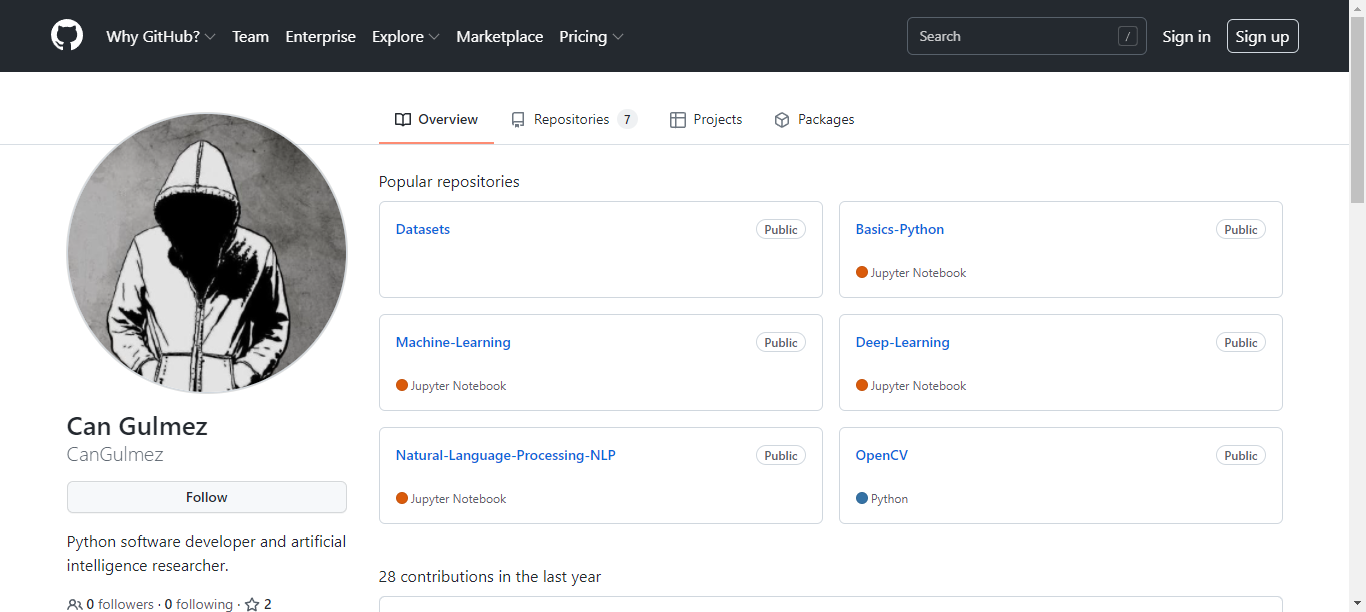 Why GitHub? Team Enterprise Explore Marketplace Pricing Search / Sign in Sign up
Overview Repositories 7 Projects Packages
Can Gulmez
CanGulmez
Follow
Python software developer and artificial
intelligence researcher.
0 followers · 0 following · 2
Popular repositories
Datasets Public
Basics-Python Public
Jupyter Notebook
Machine-Learning Public
Jupyter Notebook
Deep-Learning Public
Jupyter Notebook
Natural-Language-Processing-NLP Public
Jupyter Notebook
OpenCV Public
Python
28 contributions in the last year